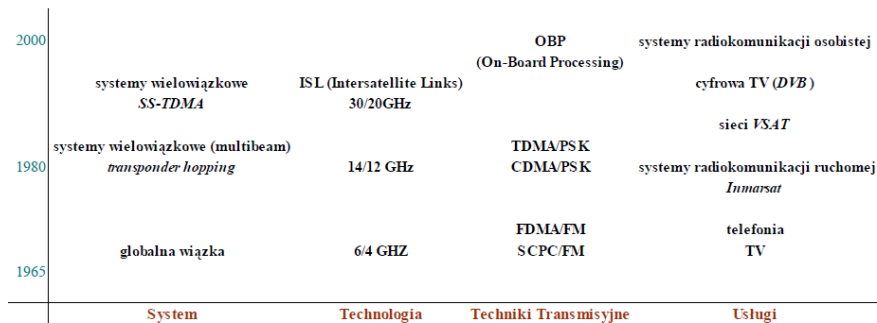 2000 OBP systemy radiokomunikacji osobistej
(On-Board Processing)
systemy wielowiązkowe ISL (Intersatellite Links) cyfrowa TV (DVB)
SS-TDMA 30/20GHz
sieci VSAT
systemy wielowiązkowe (multibeam) TDMA/PSK
1980 transponder hopping 14/12 GHz CDMA/PSK systemy radiokomunikacji ruchomej
Inmarsat
FDMA/FM telefonia
globalna wiązka 6/4 GHZ SCPC/FM TV
1965
System Technologia Techniki Transmisyjne Usługi